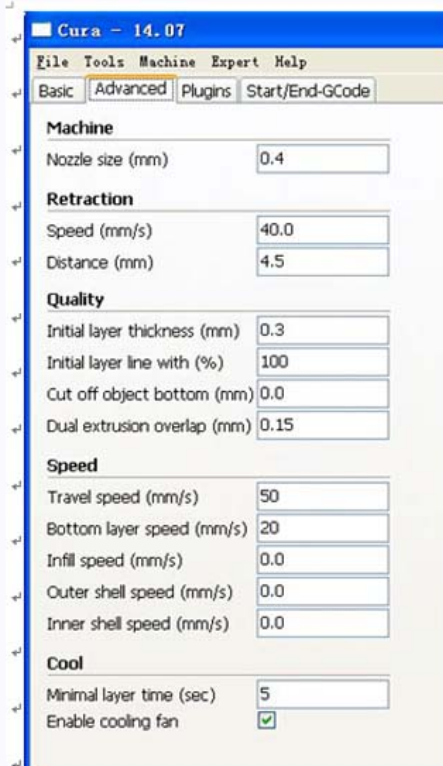 Cura - 14.07
File Tools Machine Expert Help
Basic Advanced Plugins Start/End-GCode
Machine
Nozzle size (mm) 0.4
Retraction
Speed (mm/s) 40.0
Distance (mm) 4.5
Quality
Initial layer thickness (mm) 0.3
Initial layer line with (%) 100
Cut off object bottom (mm) 0.0
Dual extrusion overlap (mm) 0.15
Speed
Travel speed (mm/s) 50
Bottom layer speed (mm/s) 20
Infill speed (mm/s) 0.0
Outer shell speed (mm/s) 0.0
Inner shell speed (mm/s) 0.0
Cool
Minimal layer time (sec) 5
Enable cooling fan